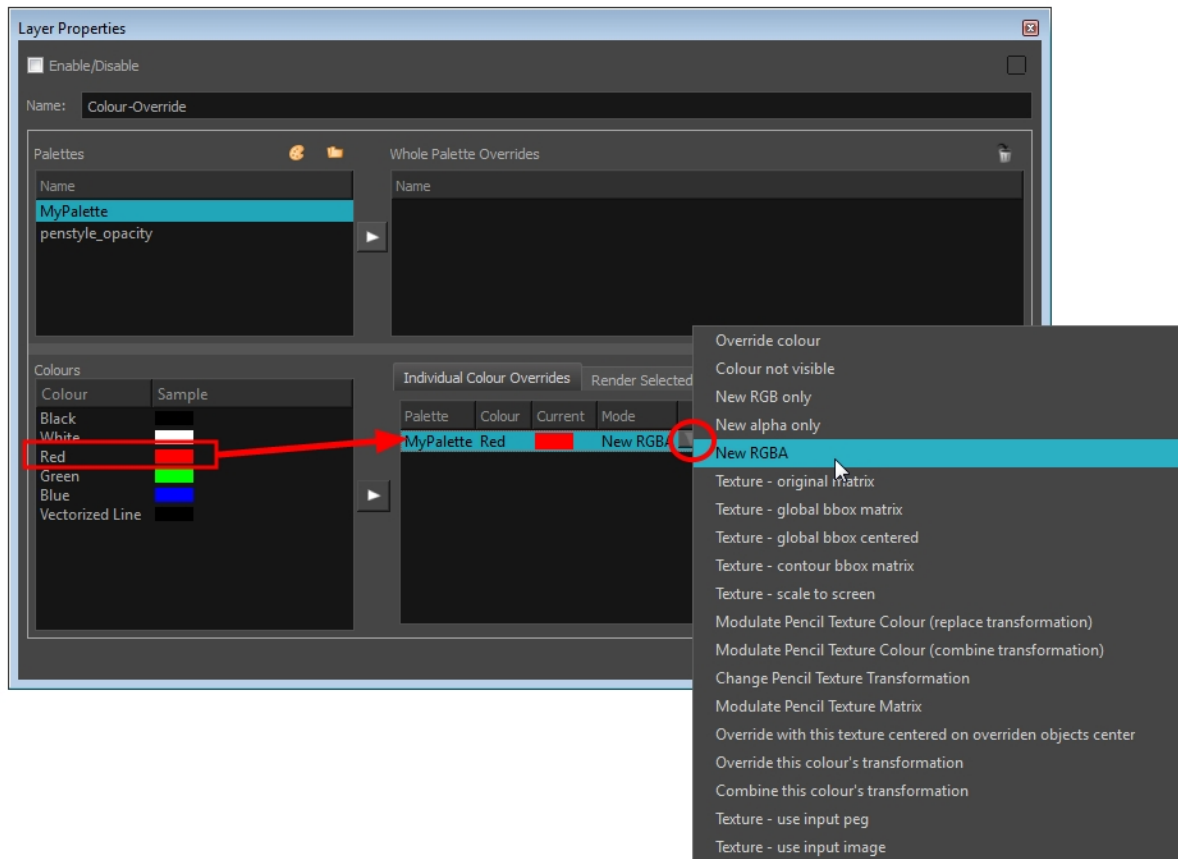 Layer Properties
Enable/Disable
Name: Colour-Override
Palettes
Whole Palette Overrides
Name
Name
MyPalette
penstyle_opacity
Colours
Colour Sample
Black
White
Red
Green
Blue
Vectorized Line
Individual Colour Overrides Render Selected
Palette Colour Current Mode
MyPalette Red New RGBA
Override colour
Colour not visible
New RGB only
New alpha only
New RGBA
Texture - original matrix
Texture - global bbox matrix
Texture - global bbox centered
Texture - contour bbox matrix
Texture - scale to screen
Modulate Pencil Texture Colour (replace transformation)
Modulate Pencil Texture Colour (combine transformation)
Change Pencil Texture Transformation
Modulate Pencil Texture Matrix
Override with this texture centered on overriden objects center
Override this colour's transformation
Combine this colour's transformation
Texture - use input peg
Texture - use input image